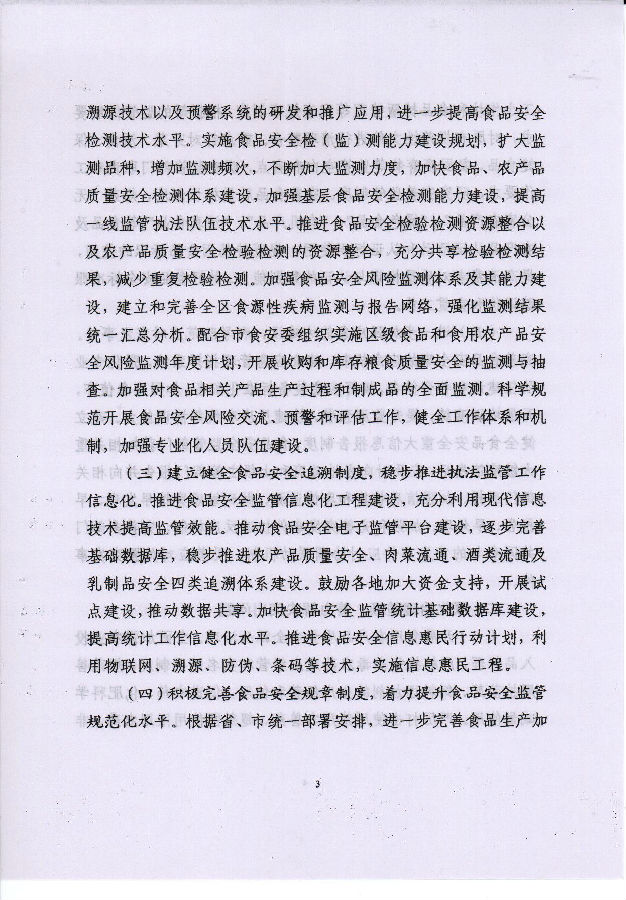 溯源技术以及预警系统的研发和推广应用，进一步提高食品安全
检测技术水平。实施食品安全检（监）测能力建设规划，扩大监
测品种，增加监测频次，不断加大监测力度，加快食品、农产品
质量安全检测体系建设，加强基层食品安全检测能力建设，提高
一线监管执法队伍技术水平。推进食品安全检验检测资源整合以
及农产品质量安全检验检测的资源整合，充分共享检验检测结
果，减少重复检验检测。加强食品安全风险监测体系及其能力建
设，建立和完善全区食源性疾病监测与报告网络，强化监测结果
统一汇总分析。配合市食安委组织实施区级食品和食用农产品安
全风险监测年度计划，开展收购和库存粮食质量安全的监测与抽
查。加强对食品相关产品生产过程和制成品的全面监测。科学规
范开展食品安全风险交流、预警和评估工作，健全工作体系和机
制，加强专业化人员队伍建设。
（三）建立健全食品安全追溯制度，稳步推进执法监管工作
信息化。推进食品安全监管信息化工程建设，充分利用现代信息
技术提高监管效能。推动食品安全电子监管平台建设，逐步完善
基础数据库，稳步推进农产品质量安全、肉菜流通、酒类流通及
乳制品安全四类追溯体系建设。鼓励各地加大资金支持，开展试
点建设，推动数据共享。加快食品安全监管统计基础数据库建设，
提高统计工作信息化水平。推进食品安全信息惠民行动计划，利
用物联网、溯源、防伪、条码等技术，实施信息惠民工程。
（四）积极完善食品安全规章制度，着力提升食品安全监管
规范化水平。根据省、市统一部署安排，进一步完善食品生产加
3